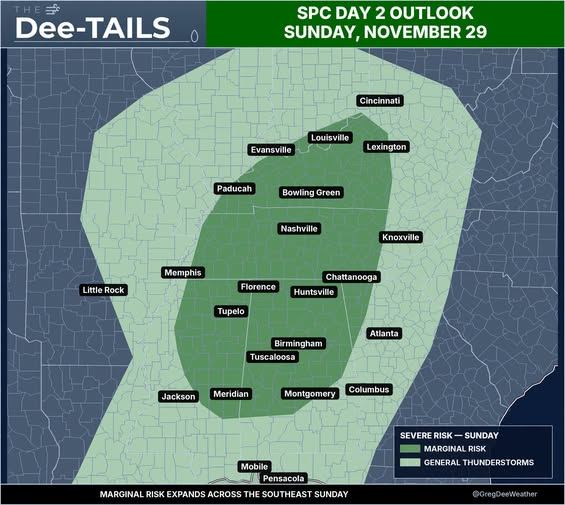 THE
Dee-TAILS
SPC DAY 2 OUTLOOK
SUNDAY, NOVEMBER 29
Cincinnati
Louisville
Lexington
Evansville
Paducah
Bowling Green
Nashville
Knoxville
Memphis
Chattanooga
Little Rock
Florence
Huntsville
Tupelo
Atlanta
Birmingham
Tuscaloosa
Jackson
Meridian
Montgomery
Columbus
Mobile
Pensacola
SEVERE RISK — SUNDAY
MARGINAL RISK
GENERAL THUNDERSTORMS
MARGINAL RISK EXPANDS ACROSS THE SOUTHEAST SUNDAY
@GregDeeWeather